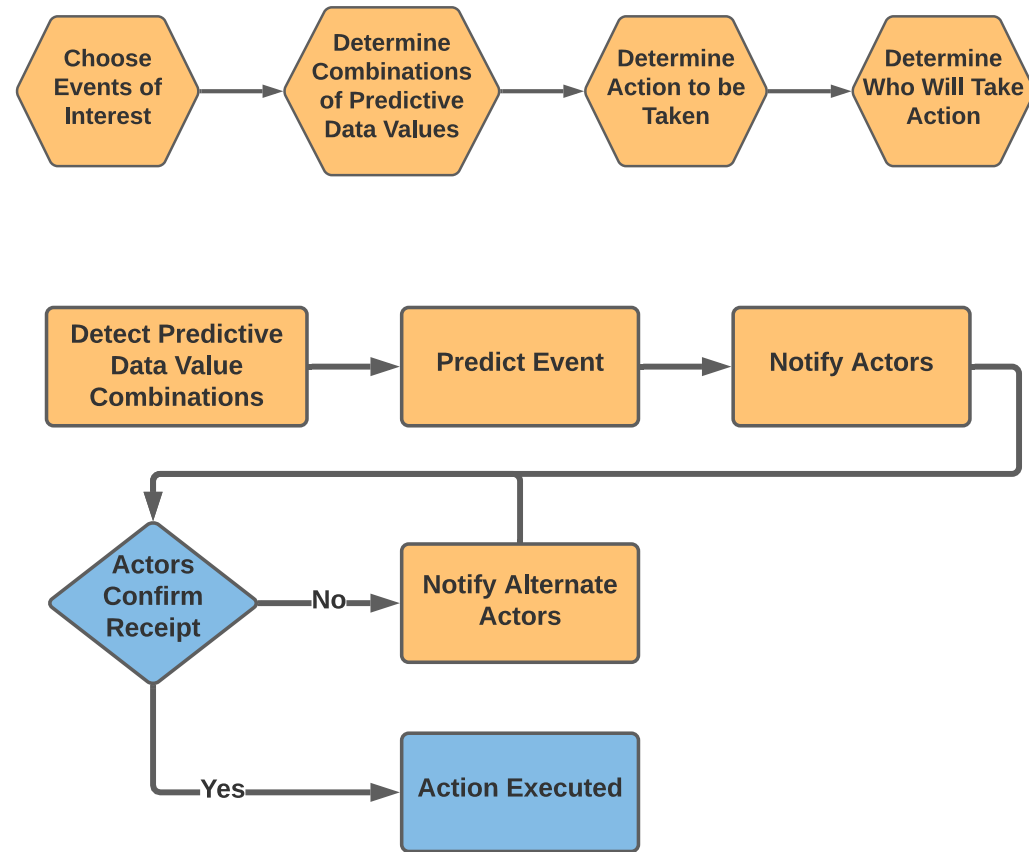 Choose
Events of
Interest
Determine
Combinations
of Predictive
Data Values
Determine
Action to be
Taken
Determine
Who Will Take
Action
Detect Predictive
Data Value
Combinations
Predict Event
Notify Actors
Actors
Confirm
Receipt
No
Notify Alternate
Actors
Yes
Action Executed